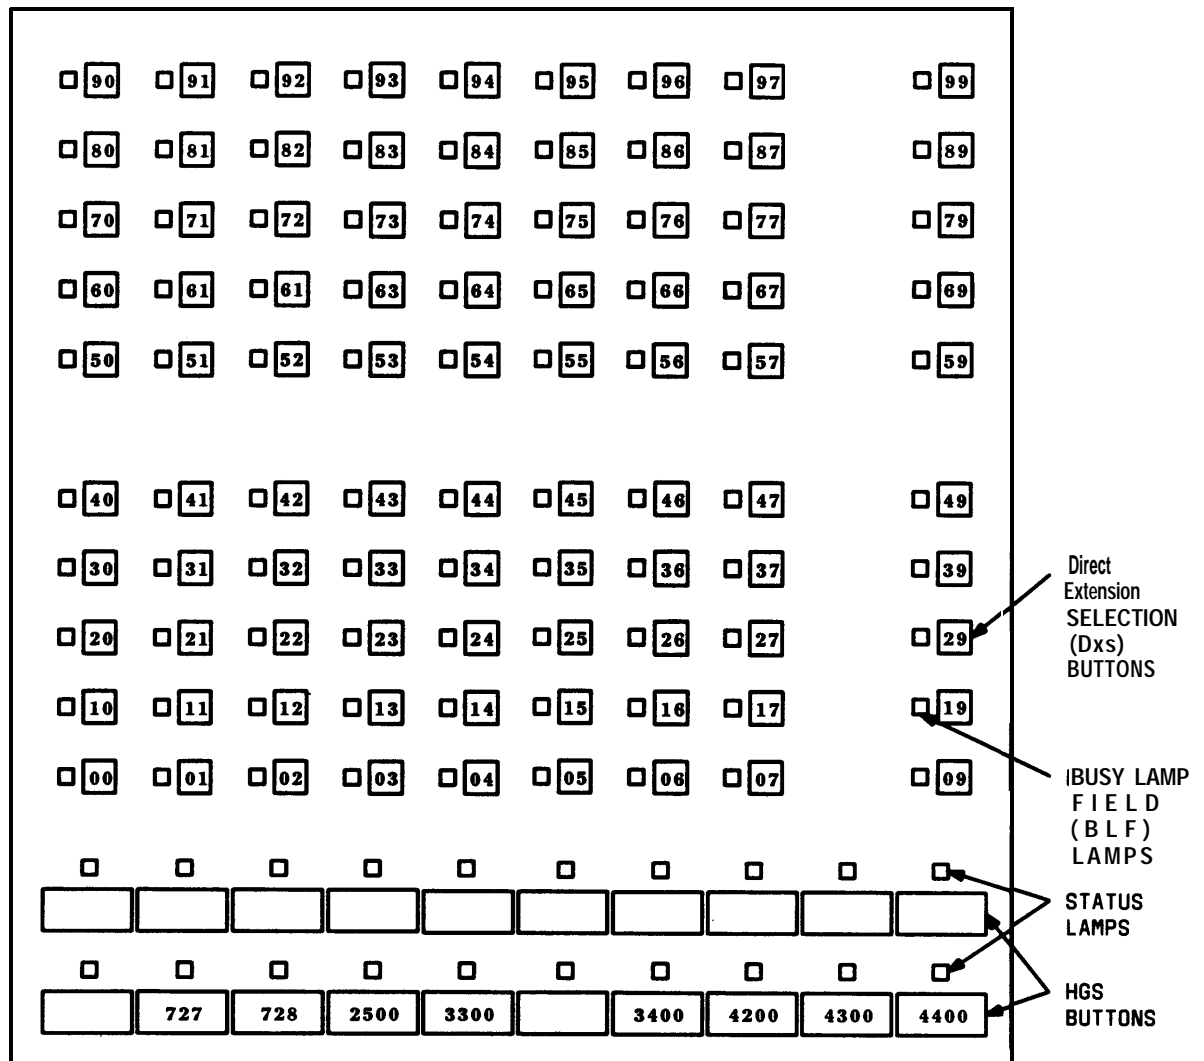 90 91 92 93 94 95 96 97 99
80 81 82 83 84 85 86 87 89
70 71 72 73 74 75 76 77 79
60 61 61 63 64 65 66 67 69
50 51 52 53 54 55 56 57 59
40 41 42 43 44 45 46 47 49
30 31 32 33 34 35 36 37 39
20 21 22 23 24 25 26 27 29
10 11 12 13 14 15 16 17 19
00 01 02 03 04 05 06 07 09
727 728 2500 3300 3400 4200 4300 4400
Direct
Extension
SELECTION
(Dxs)
BUTTONS
BUSY LAMP
FIELD
(BLF)
LAMPS
STATUS
LAMPS
HGS
BUTTONS